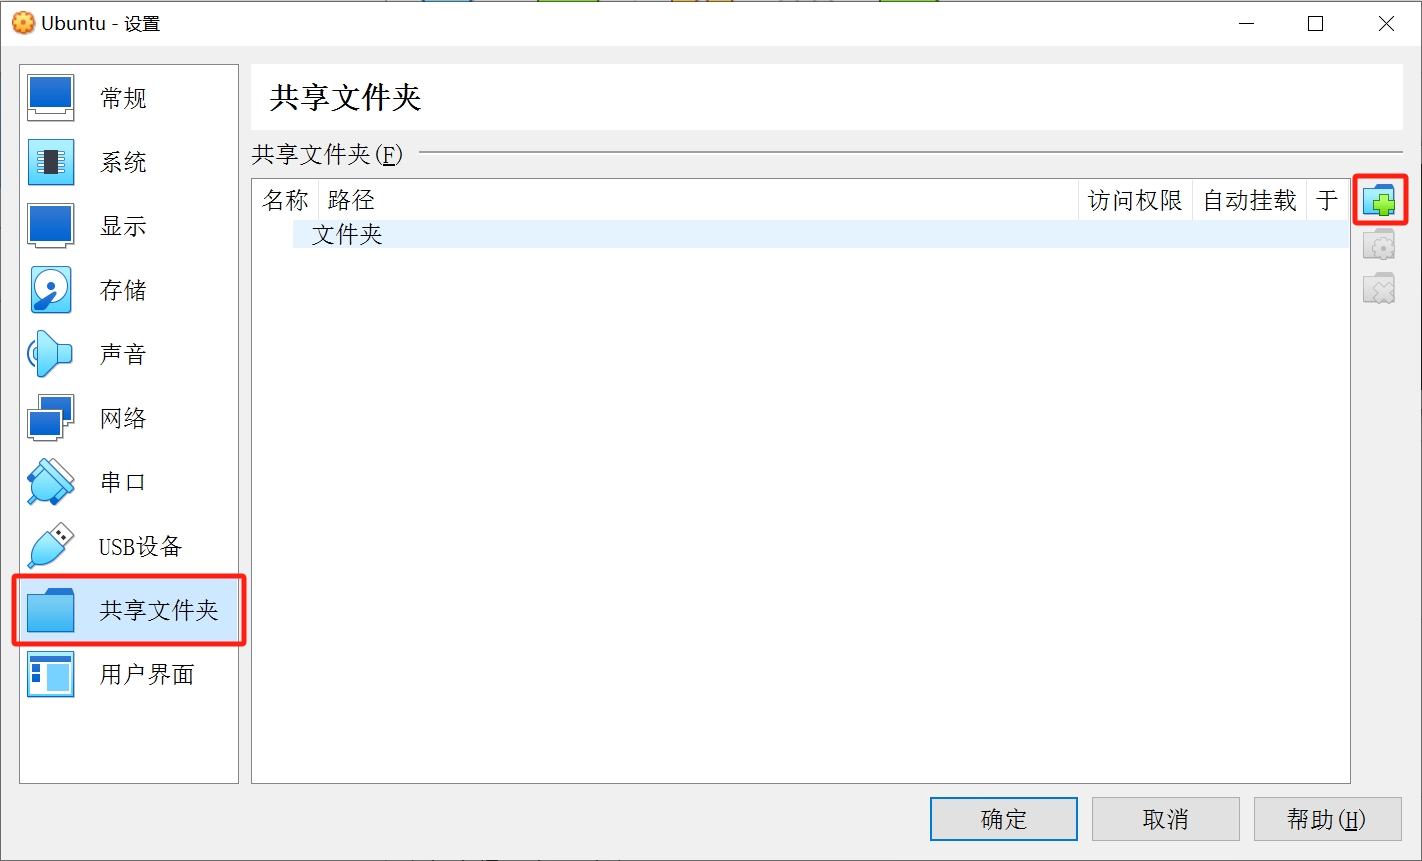 Ubuntu - 设置
常规
系统
显示
存储
声音
网络
串口
USB设备
共享文件夹
用户界面
共享文件夹
共享文件夹(F)
名称 路径 访问权限 自动挂载 于
文件夹
确定 取消 帮助(H)